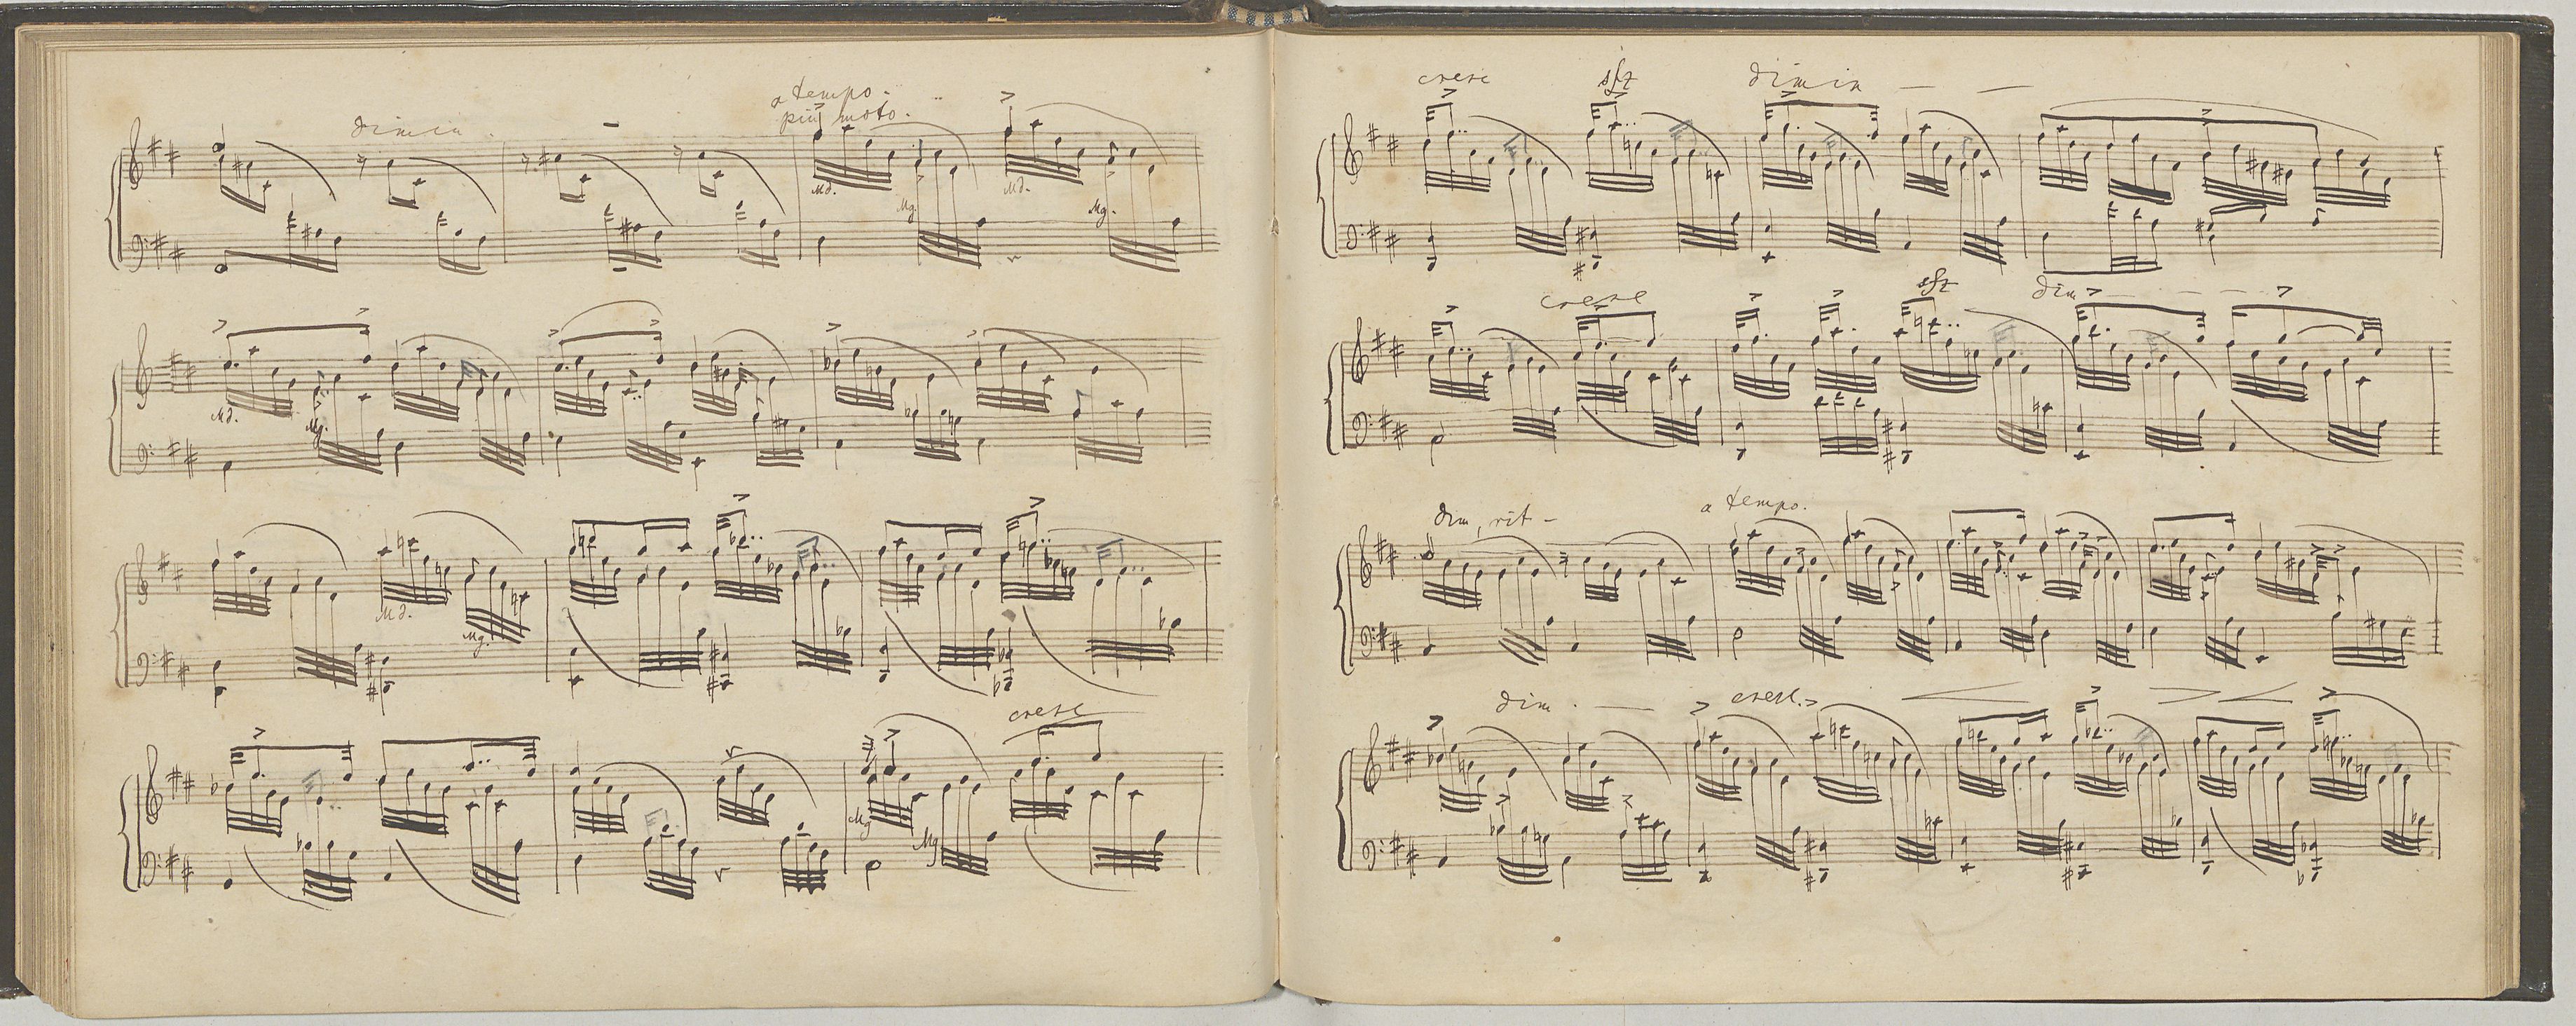 dimin.
a tempo.
più moto.
Md. Mg Md. Mg.
Md. Mg.
Md. Mg.
cresc
Mg Mg
cresc sfz dimin — —
cresc sfz dim — — —
dim, rit - a tempo.
dim. — cresc.